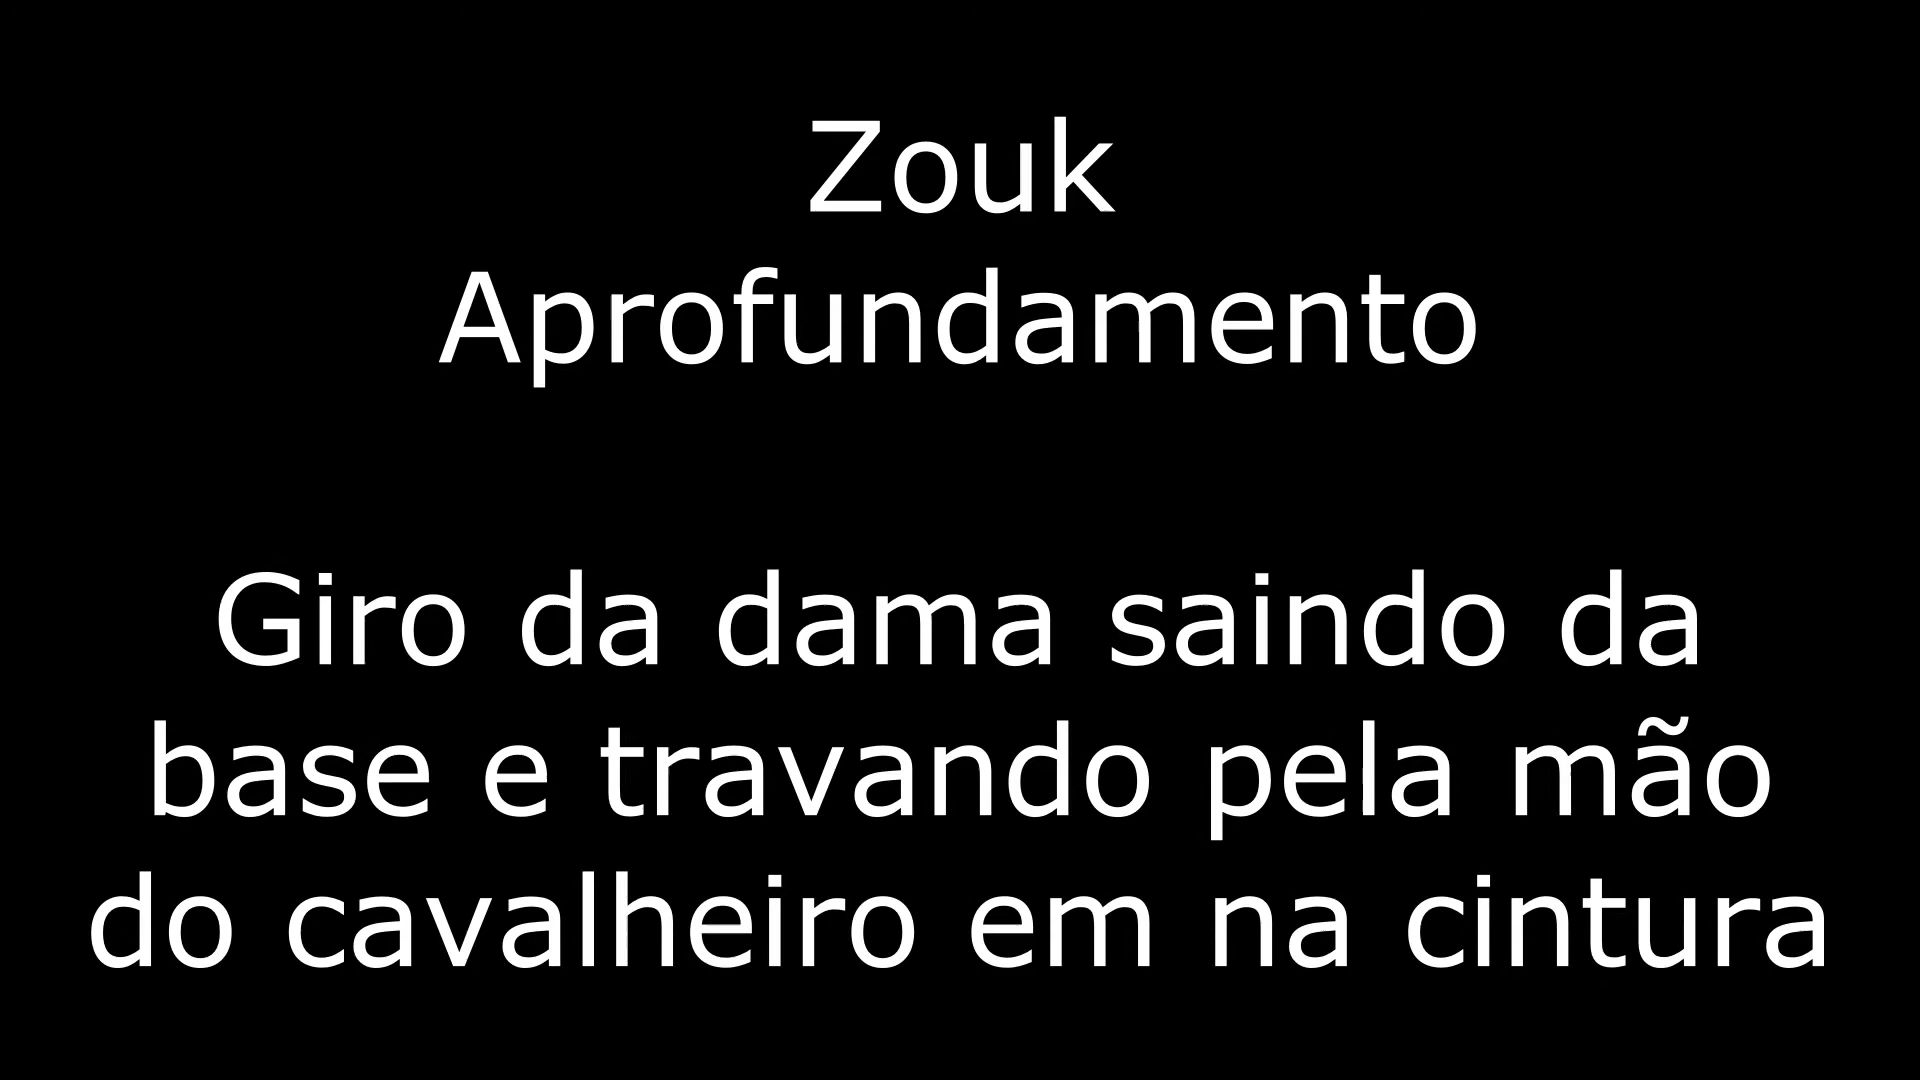 Zouk
Aprofundamento
Giro da dama saindo da
base e travando pela mão
do cavalheiro em na cintura